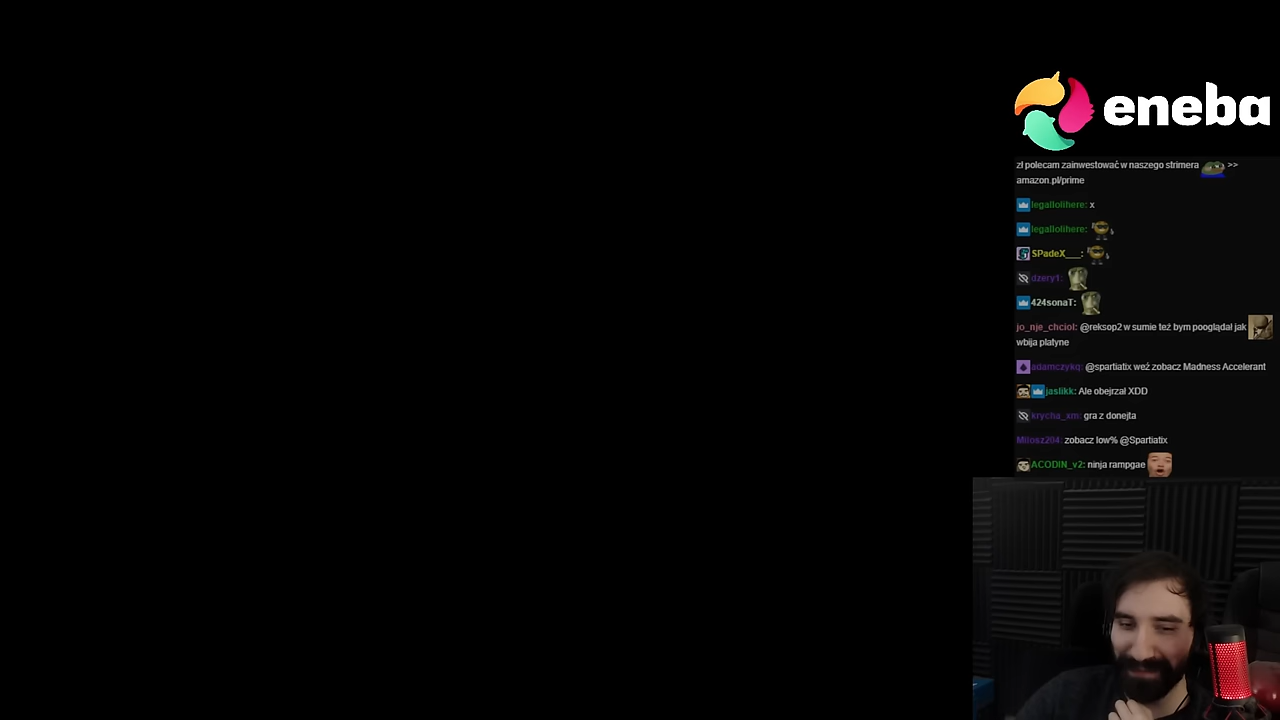 eneba
zł polecam zainwestować w naszego strimera >>
amazon.pl/prime
legallolihere: x
legallolihere:
SPadeX___:
dzery1:
424sonaT:
jo_nje_chciol: @reksop2 w sumie też bym pooglądał jak
wbija platyne
adamczykq: @spartiatix weź zobacz Madness Accelerant
jaslikk: Ale obejrzał XDD
krycha_xm: gra z donejta
Milosz204: zobacz low% @Spartiatix
ACODIN_v2: ninja rampgae